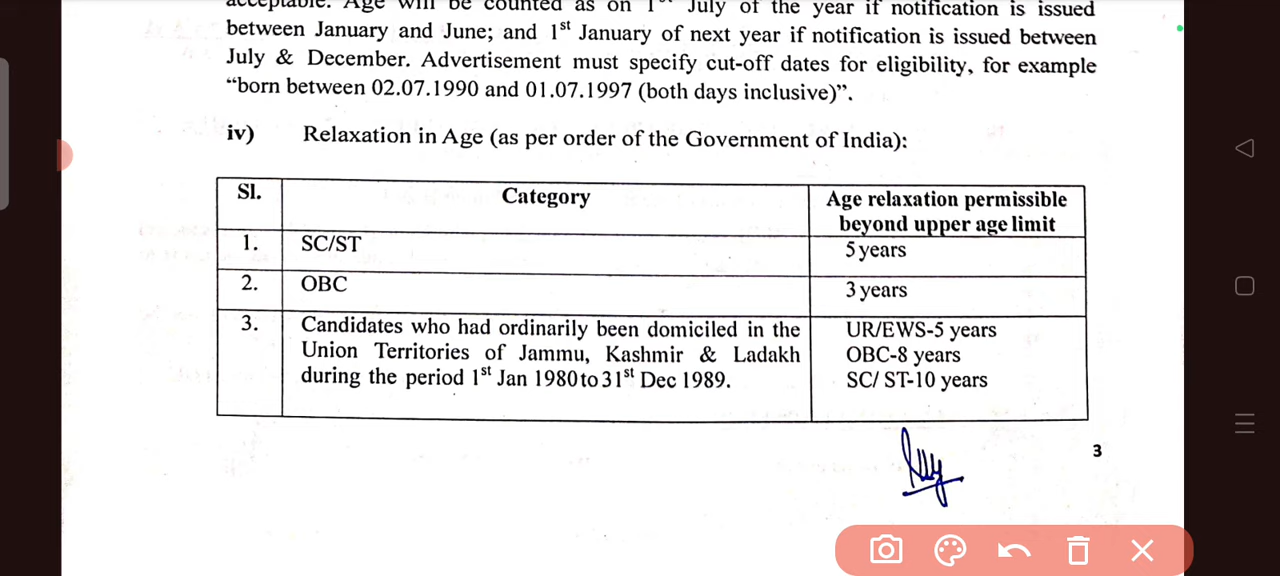 acceptable. Age will be counted as on 1st July of the year if notification is issued
between January and June; and 1st January of next year if notification is issued between
July & December. Advertisement must specify cut-off dates for eligibility, for example
“born between 02.07.1990 and 01.07.1997 (both days inclusive)”.
iv) Relaxation in Age (as per order of the Government of India):
Sl. Category Age relaxation permissible
beyond upper age limit
1. SC/ST 5 years
2. OBC 3 years
3. Candidates who had ordinarily been domiciled in the UR/EWS-5 years
Union Territories of Jammu, Kashmir & Ladakh OBC-8 years
during the period 1st Jan 1980 to 31st Dec 1989. SC/ ST-10 years
3